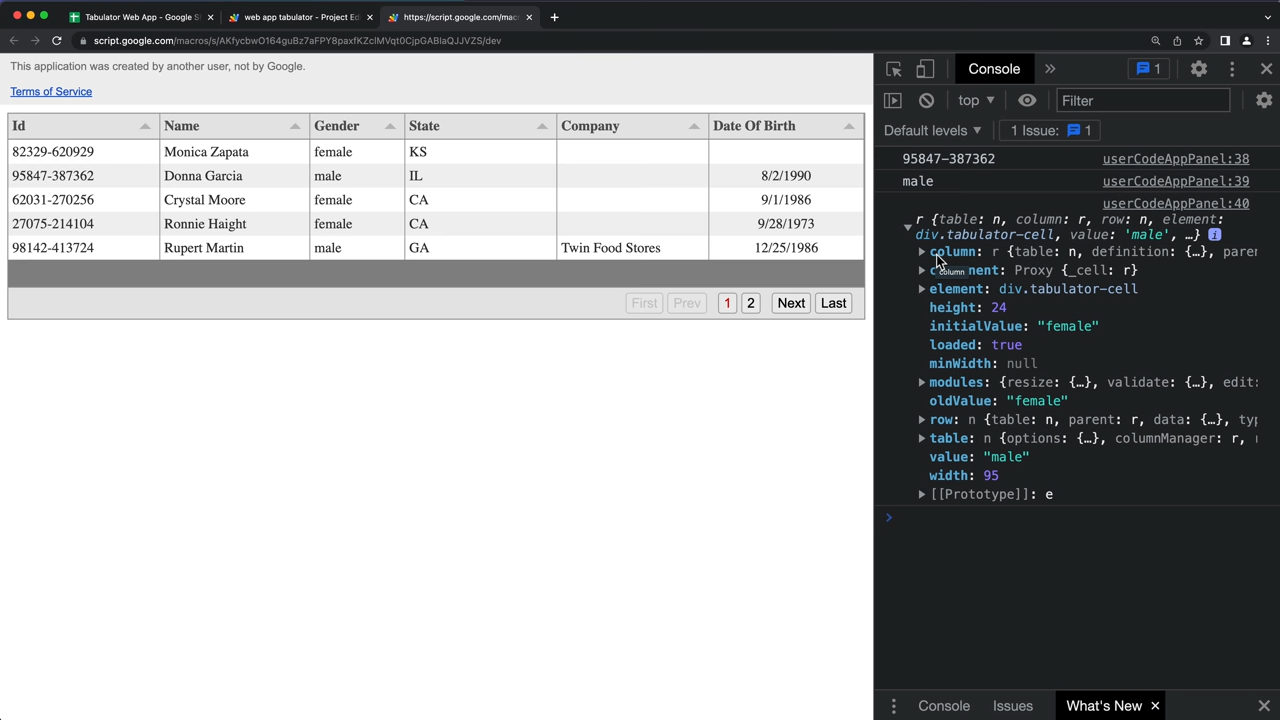 Tabulator Web App - Google S
web app tabulator - Project Edi
https://script.google.com/mac
script.google.com/macros/s/AKfycbwO164guBz7aFPY8paxfKZclMVqt0CjpGABlaQJJVZS/dev
This application was created by another user, not by Google.
Terms of Service
Id Name Gender State Company Date Of Birth
82329-620929 Monica Zapata female KS
95847-387362 Donna Garcia male IL 8/2/1990
62031-270256 Crystal Moore female CA 9/1/1986
27075-214104 Ronnie Haight female CA 9/28/1973
98142-413724 Rupert Martin male GA Twin Food Stores 12/25/1986
First Prev 1 2 Next Last
Console » 1
top Filter
Default levels 1 Issue: 1
95847-387362 userCodeAppPanel:38
male userCodeAppPanel:39
userCodeAppPanel:40
r {table: n, column: r, row: n, element:
div.tabulator-cell, value: 'male', …} i
column: r {table: n, definition: {…}, parer
column
nent: Proxy {_cell: r}
element: div.tabulator-cell
height: 24
initialValue: "female"
loaded: true
minWidth: null
modules: {resize: {…}, validate: {…}, edit:
oldValue: "female"
row: n {table: n, parent: r, data: {…}, typ
table: n {options: {…}, columnManager: r,
value: "male"
width: 95
[[Prototype]]: e
Console Issues What's New